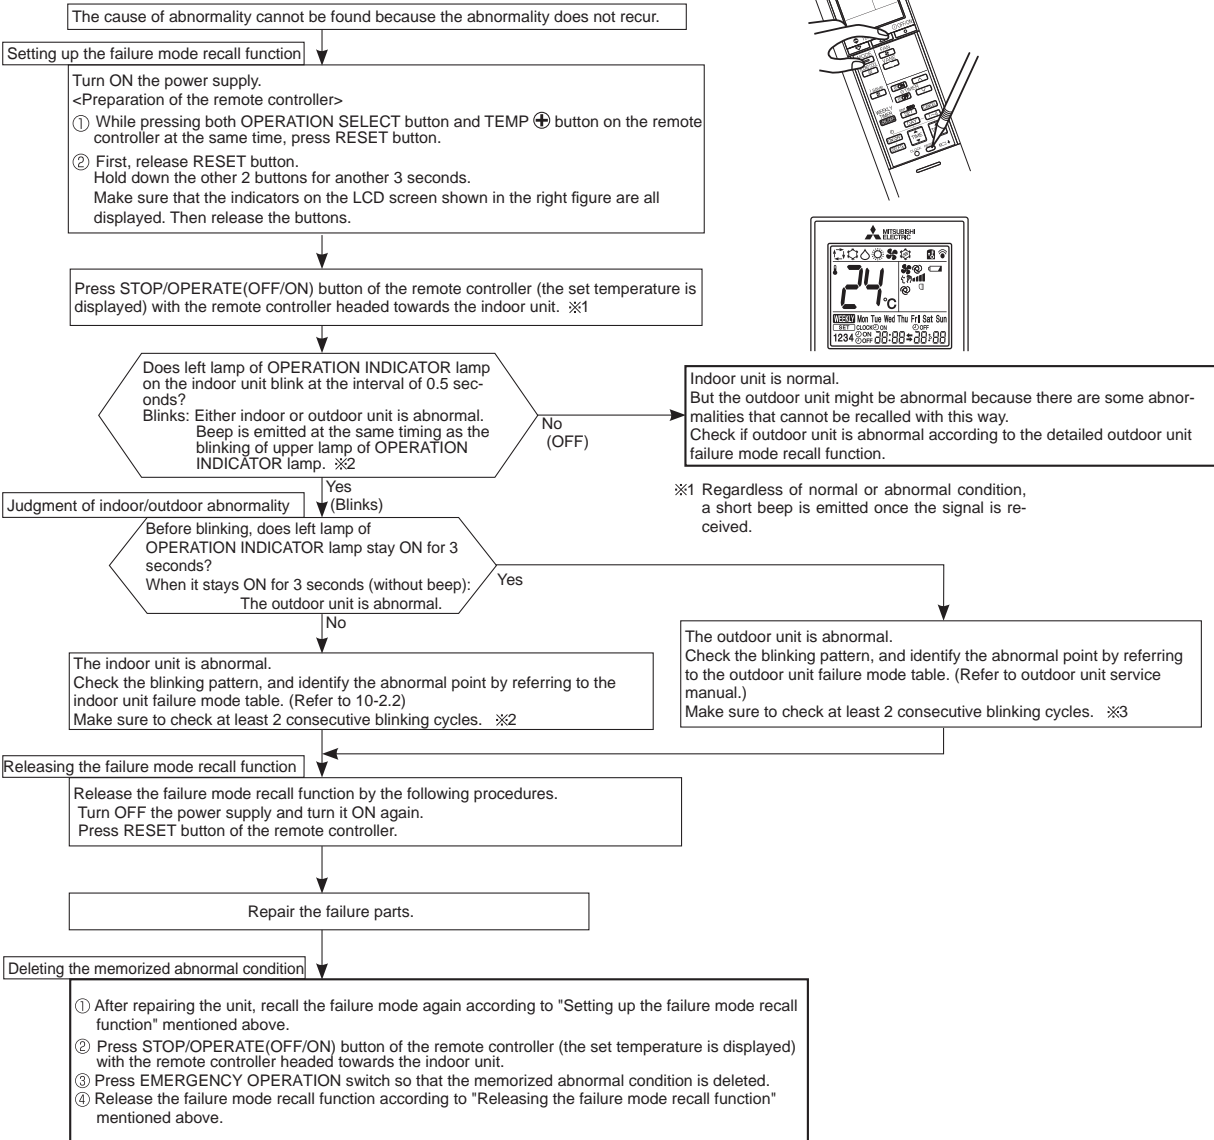 The cause of abnormality cannot be found because the abnormality does not recur.
Setting up the failure mode recall function
Turn ON the power supply.
<Preparation of the remote controller>
① While pressing both OPERATION SELECT button and TEMP ⊕ button on the remote
controller at the same time, press RESET button.
② First, release RESET button.
Hold down the other 2 buttons for another 3 seconds.
Make sure that the indicators on the LCD screen shown in the right figure are all
displayed. Then release the buttons.
MITSUBISHI
ELECTRIC
24°C
WEEKLY Mon Tue Wed Thu Fri Sat Sun
SET CLOCK ON OFF
1234 ON OFF 88:88 88:88
Press STOP/OPERATE(OFF/ON) button of the remote controller (the set temperature is
displayed) with the remote controller headed towards the indoor unit. ※1
Does left lamp of OPERATION INDICATOR lamp
on the indoor unit blink at the interval of 0.5 sec-
onds?
Blinks: Either indoor or outdoor unit is abnormal.
Beep is emitted at the same timing as the
blinking of upper lamp of OPERATION
INDICATOR lamp. ※2
No
(OFF)
Indoor unit is normal.
But the outdoor unit might be abnormal because there are some abnor-
malities that cannot be recalled with this way.
Check if outdoor unit is abnormal according to the detailed outdoor unit
failure mode recall function.
※1 Regardless of normal or abnormal condition,
a short beep is emitted once the signal is re-
ceived.
Yes
(Blinks)
Judgment of indoor/outdoor abnormality
Before blinking, does left lamp of
OPERATION INDICATOR lamp stay ON for 3
seconds?
When it stays ON for 3 seconds (without beep):
The outdoor unit is abnormal.
Yes
No
The indoor unit is abnormal.
Check the blinking pattern, and identify the abnormal point by referring to the
indoor unit failure mode table. (Refer to 10-2.2)
Make sure to check at least 2 consecutive blinking cycles. ※2
The outdoor unit is abnormal.
Check the blinking pattern, and identify the abnormal point by referring
to the outdoor unit failure mode table. (Refer to outdoor unit service
manual.)
Make sure to check at least 2 consecutive blinking cycles. ※3
Releasing the failure mode recall function
Release the failure mode recall function by the following procedures.
Turn OFF the power supply and turn it ON again.
Press RESET button of the remote controller.
Repair the failure parts.
Deleting the memorized abnormal condition
① After repairing the unit, recall the failure mode again according to "Setting up the failure mode recall
function" mentioned above.
② Press STOP/OPERATE(OFF/ON) button of the remote controller (the set temperature is displayed)
with the remote controller headed towards the indoor unit.
③ Press EMERGENCY OPERATION switch so that the memorized abnormal condition is deleted.
④ Release the failure mode recall function according to "Releasing the failure mode recall function"
mentioned above.